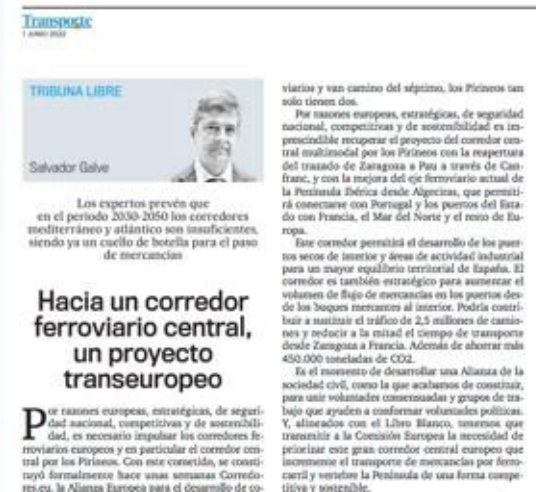 Transporte
1 JUNIO 2022
TRIBUNA LIBRE
Salvador Galve
Los expertos prevén que
en el periodo 2030-2050 los corredores
mediterráneo y atlántico son insuficientes,
siendo ya un cuello de botella para el paso
de mercancías
Hacia un corredor
ferroviario central,
un proyecto
transeuropeo
Por razones europeas, estratégicas, de seguri-
dad nacional, competitivas y de sostenibili-
dad, es necesario impulsar los corredores fe-
rroviarios europeos y en particular el corredor cen-
tral por los Pirineos. Con este cometido, se consti-
tuyó formalmente hace unas semanas Corredo-
res.eu, la Alianza Europea para el desarrollo de co-
viarios y van camino del séptimo, los Pirineos tan
solo tienen dos.
Por razones europeas, estratégicas, de seguridad
nacional, competitivas y de sostenibilidad es im-
prescindible recuperar el proyecto del corredor cen-
tral multimodal por los Pirineos con la reapertura
del trazado de Zaragoza a Pau a través de Can-
franc, y con la mejora del eje ferroviario actual de
la Península Ibérica desde Algeciras, que permiti-
rá conectarse con Portugal y los puertos del Esta-
do con Francia, el Mar del Norte y el resto de Eu-
ropa.
Este corredor permitirá el desarrollo de los puer-
tos secos de interior y áreas de actividad industrial
para un mayor equilibrio territorial de España. El
corredor es también estratégico para aumentar el
volumen de flujo de mercancías en los puertos des-
de los buques mercantes al interior. Podría contri-
buir a sustituir el tráfico de 2,5 millones de camio-
nes y reducir a la mitad el tiempo de transporte
desde Zaragoza a Francia. Además de ahorrar más
450.000 toneladas de CO2.
Es el momento de desarrollar una Alianza de la
sociedad civil, como la que acabamos de constituir,
para unir voluntades consensuadas y grupos de tra-
bajo que ayuden a conformar voluntades políticas.
Y, alineados con el Libro Blanco, tenemos que
transmitir a la Comisión Europea la necesidad de
priorizar este gran corredor central europeo que
incremente el transporte de mercancías por ferro-
carril y vertebre la Península de una forma compe-
titiva y sostenible.